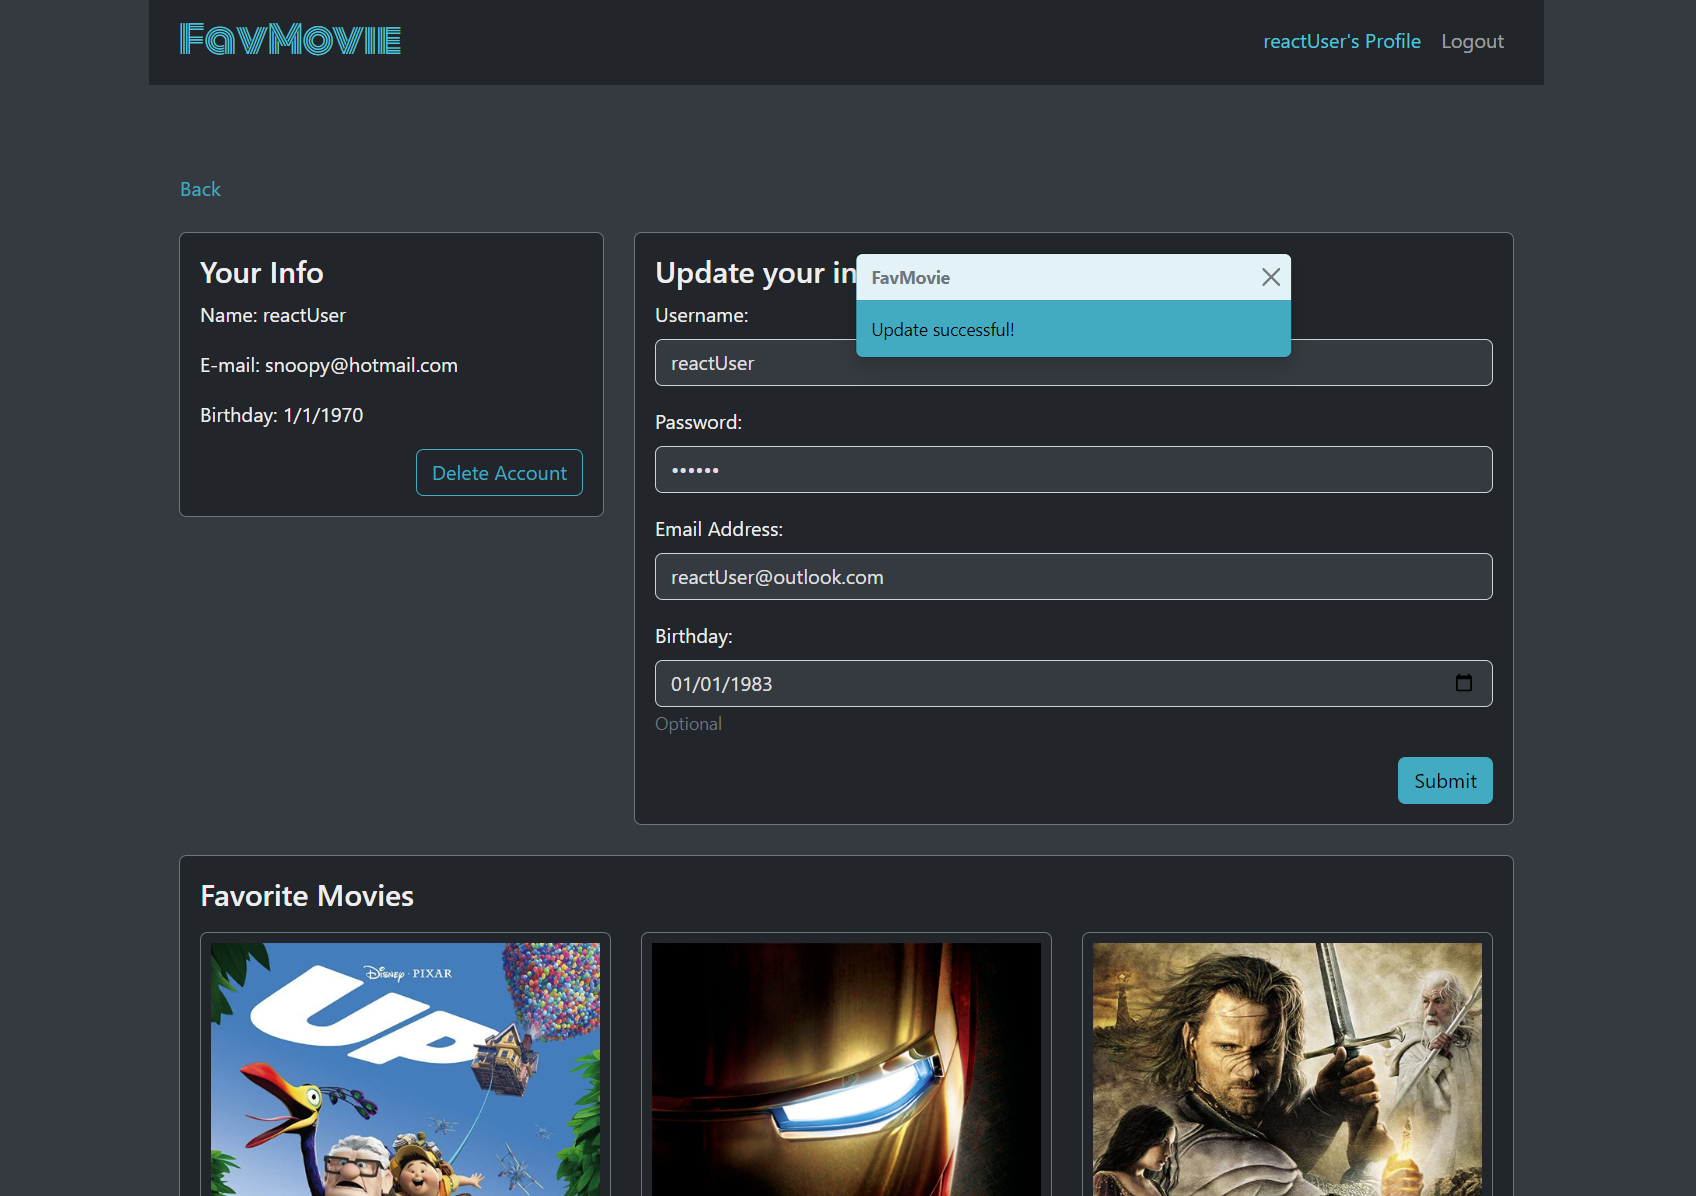 FavMovie
reactUser's Profile
Logout
Back
Your Info
Name: reactUser
E-mail: snoopy@hotmail.com
Birthday: 1/1/1970
Delete Account
Update your in
FavMovie
Update successful!
Username:
reactUser
Password:
••••••
Email Address:
reactUser@outlook.com
Birthday:
01/01/1983
Optional
Submit
Favorite Movies
Disney · PIXAR
UP